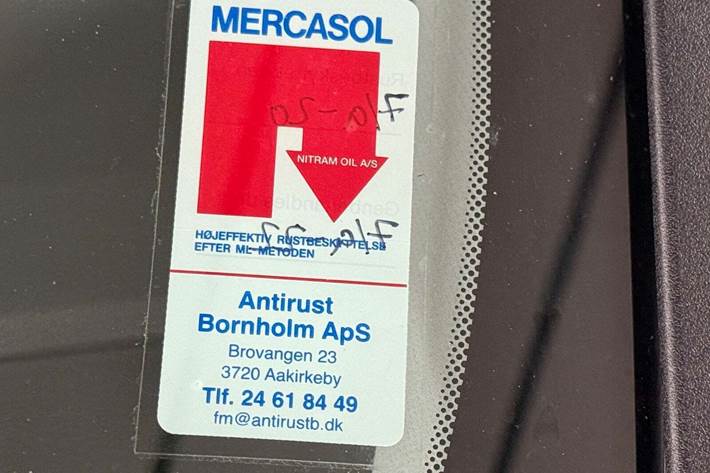 MERCASOL
NITRAM OIL A/S
HØJEFFEKTIV RUSTBESKYTTELSE
EFTER ML-METODEN
Antirust
Bornholm ApS
Brovangen 23
3720 Aakirkeby
Tlf. 24 61 84 49
fm@antirustb.dk